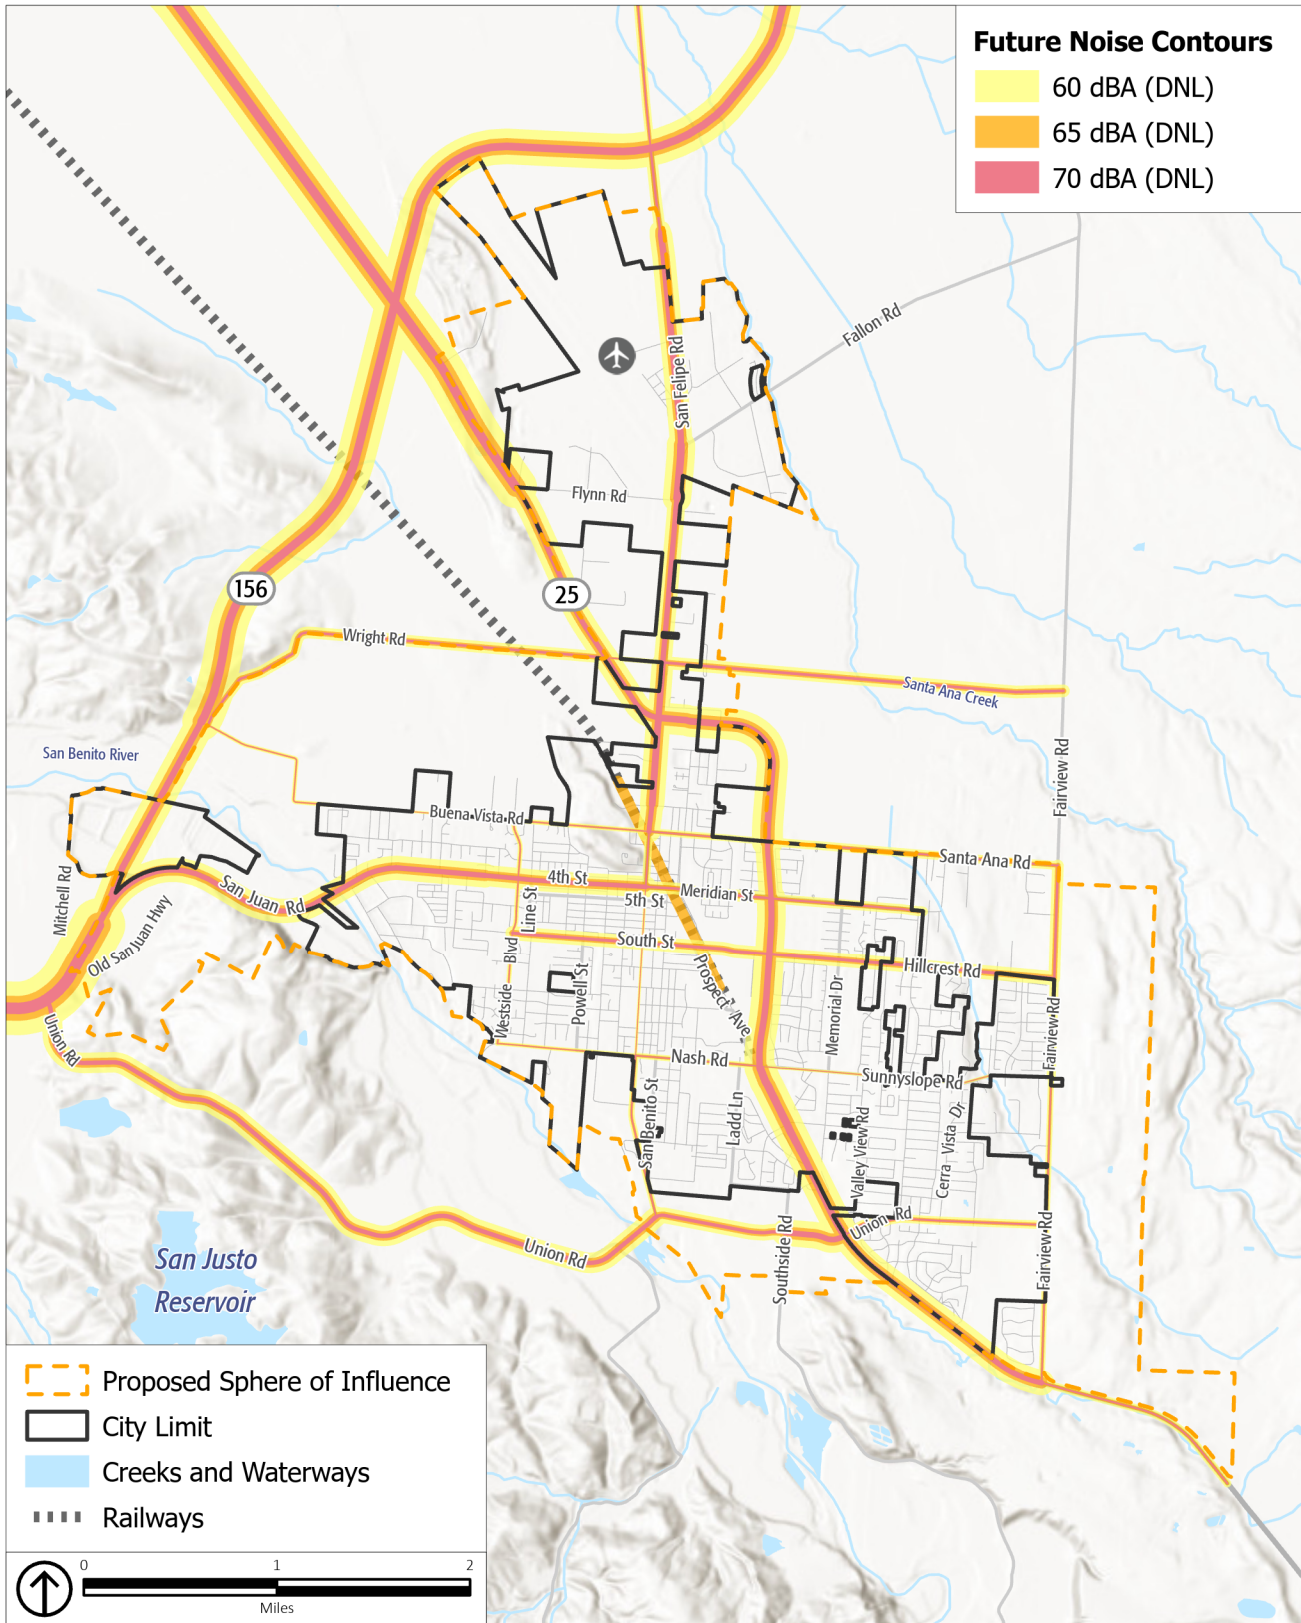 Future Noise Contours
60 dBA (DNL)
65 dBA (DNL)
70 dBA (DNL)
Fallon Rd
San Felipe Rd
Flynn Rd
156
25
Wright Rd
Santa Ana Creek
San Benito River
Fairview Rd
Buena Vista Rd
Santa Ana Rd
Mitchell Rd
San Juan Rd
4th St
Meridian St
5th St
Line St
Old San Juan Hwy
South St
Hillcrest Rd
Westside Blvd
Powell St
Prospect Ave
Memorial Dr
Fairview Rd
Union Rd
Nash Rd
Sunnyslope Rd
San Benito St
Ladd Ln
Valley View Rd
Cerra Vista Dr
Union Rd
Union Rd
Southside Rd
Fairview Rd
San Justo
Reservoir
Proposed Sphere of Influence
City Limit
Creeks and Waterways
Railways
0 1 2
Miles